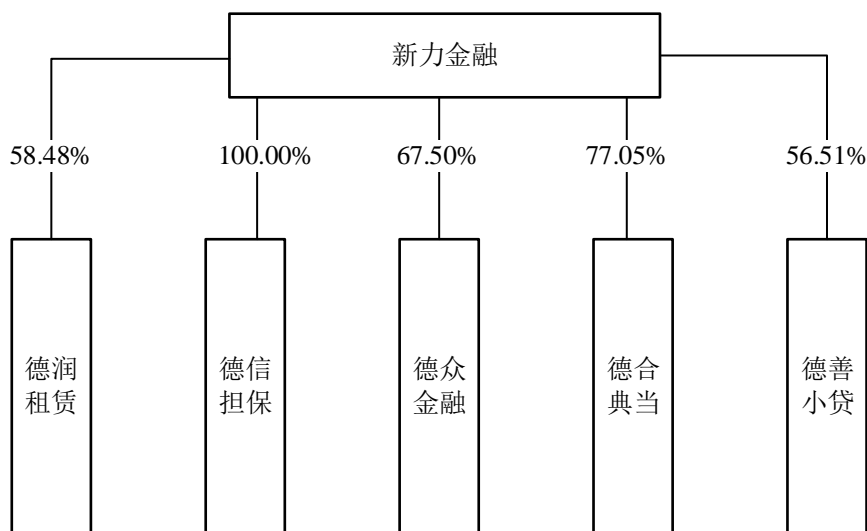 新力金融
58.48%
100.00%
67.50%
77.05%
56.51%
德润
租赁
德信
担保
德众
金融
德合
典当
德善
小贷